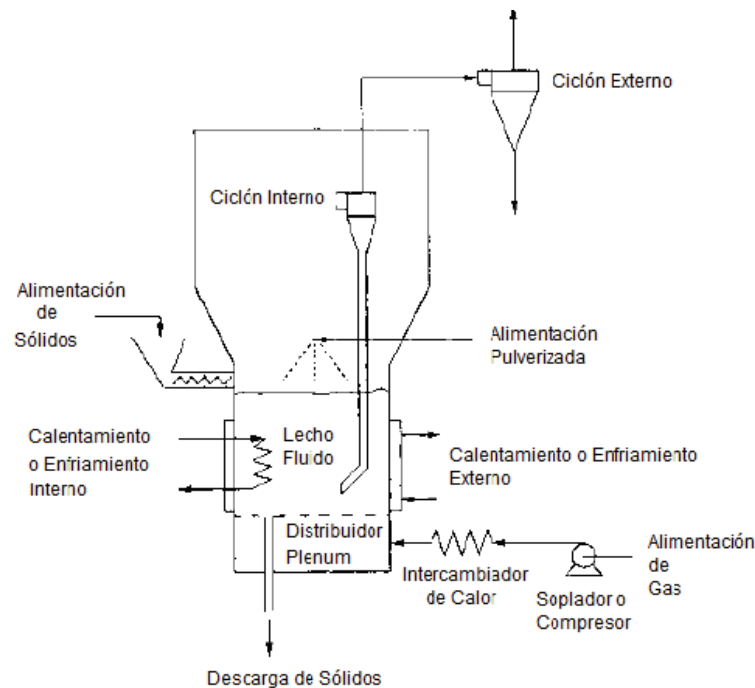 Ciclón Externo
Ciclón Interno
Alimentación
de
Sólidos
Alimentación
Pulverizada
Calentamiento
o Enfriamiento
Interno
Lecho
Fluido
Calentamiento o Enfriamiento
Externo
Distribuidor
Plenum
Intercambiador
de Calor
Soplador o
Compresor
Alimentación
de
Gas
Descarga de Sólidos